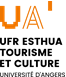 UA'
UFR ESTHUA
TOURISME
ET CULTURE
UNIVERSITÉ D'ANGERS